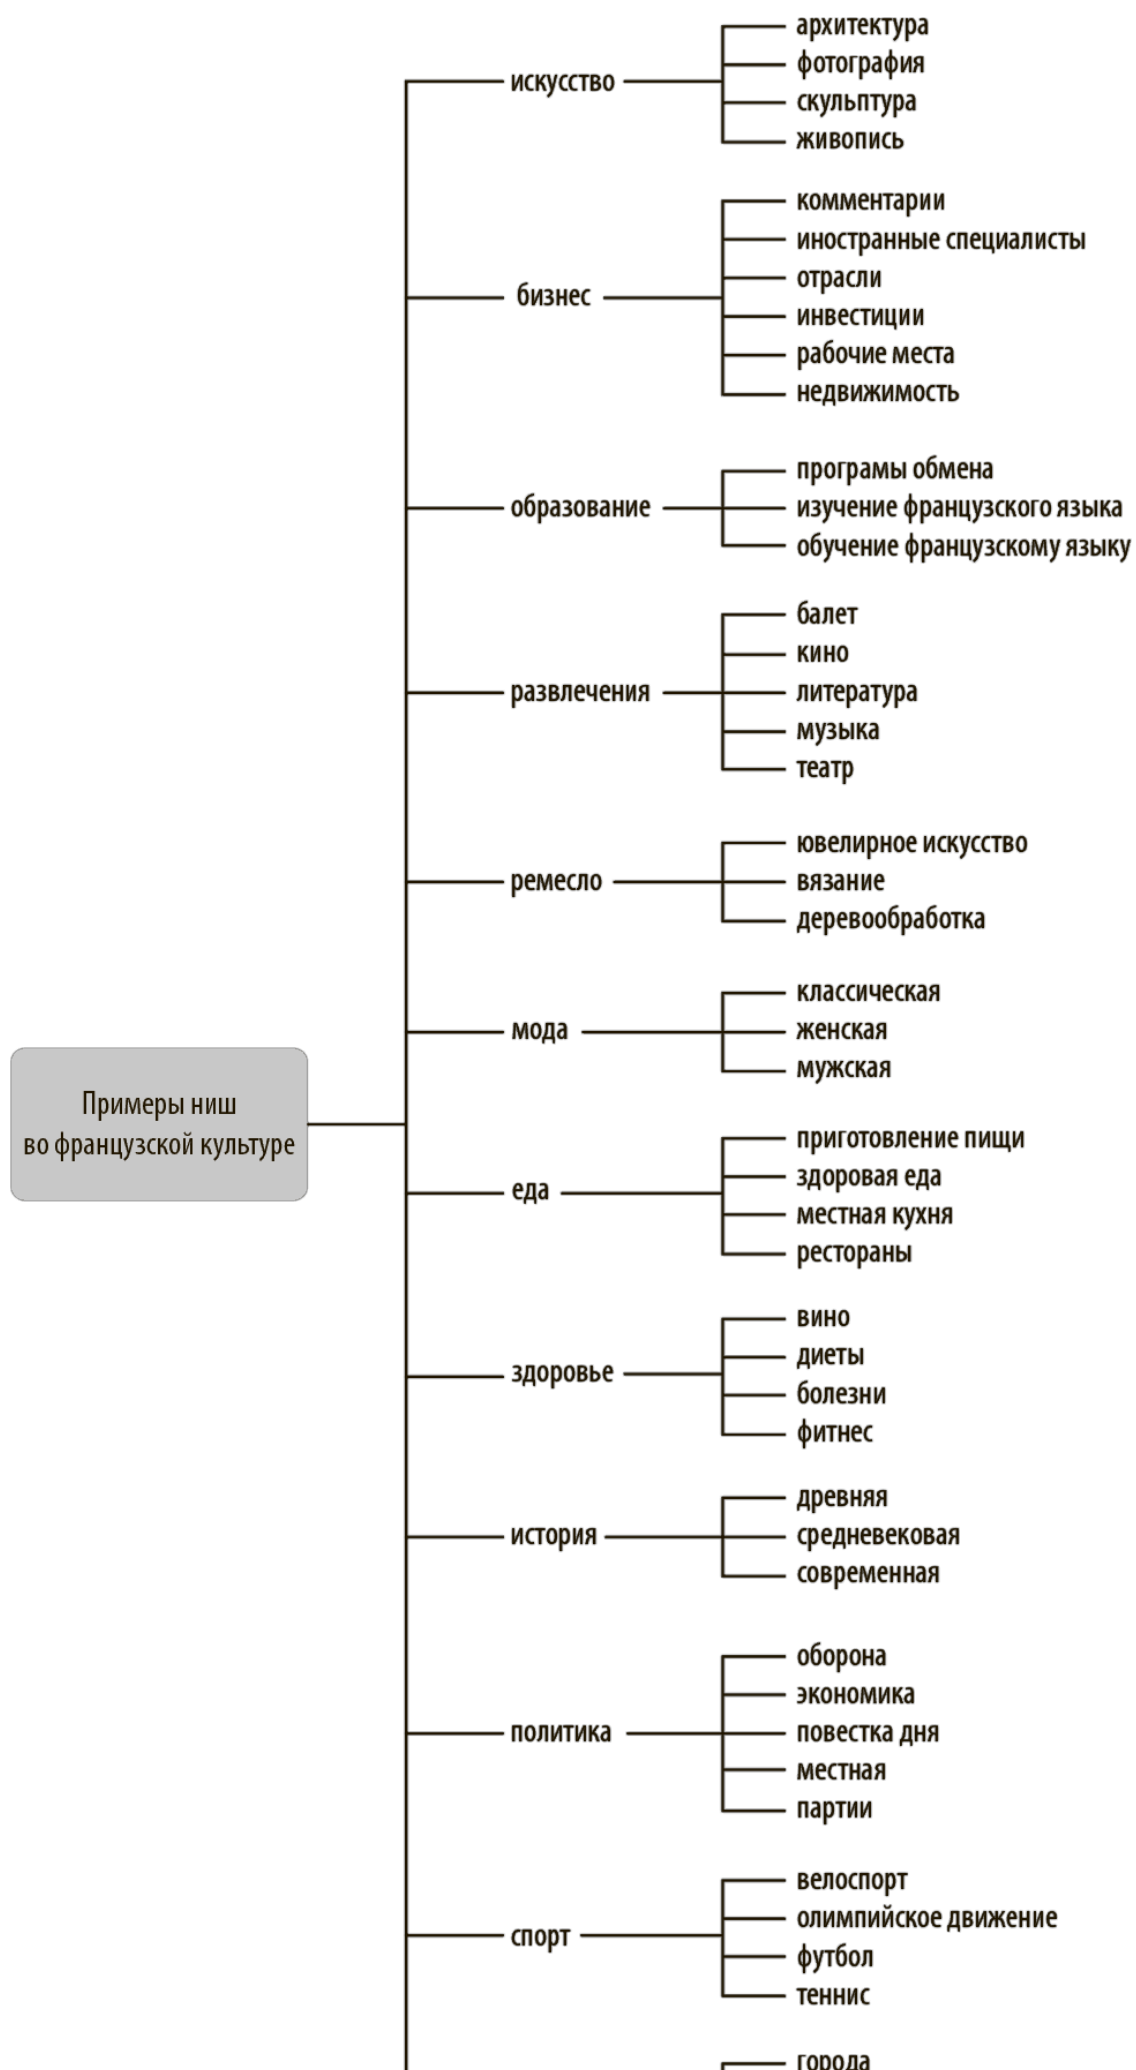 архитектура
фотография
искусство
скульптура
живопись
комментарии
иностранные специалисты
отрасли
бизнес
инвестиции
рабочие места
недвижимость
програмы обмена
образование
изучение французского языка
обучение французскому языку
балет
кино
развлечения
литература
музыка
театр
ювелирное искусство
ремесло
вязание
деревообработка
классическая
мода
женская
мужская
Примеры ниш
во французской культуре
приготовление пищи
здоровая еда
еда
местная кухня
рестораны
вино
диеты
здоровье
болезни
фитнес
древняя
история
средневековая
современная
оборона
экономика
политика
повестка дня
местная
партии
велоспорт
олимпийское движение
спорт
футбол
теннис
города